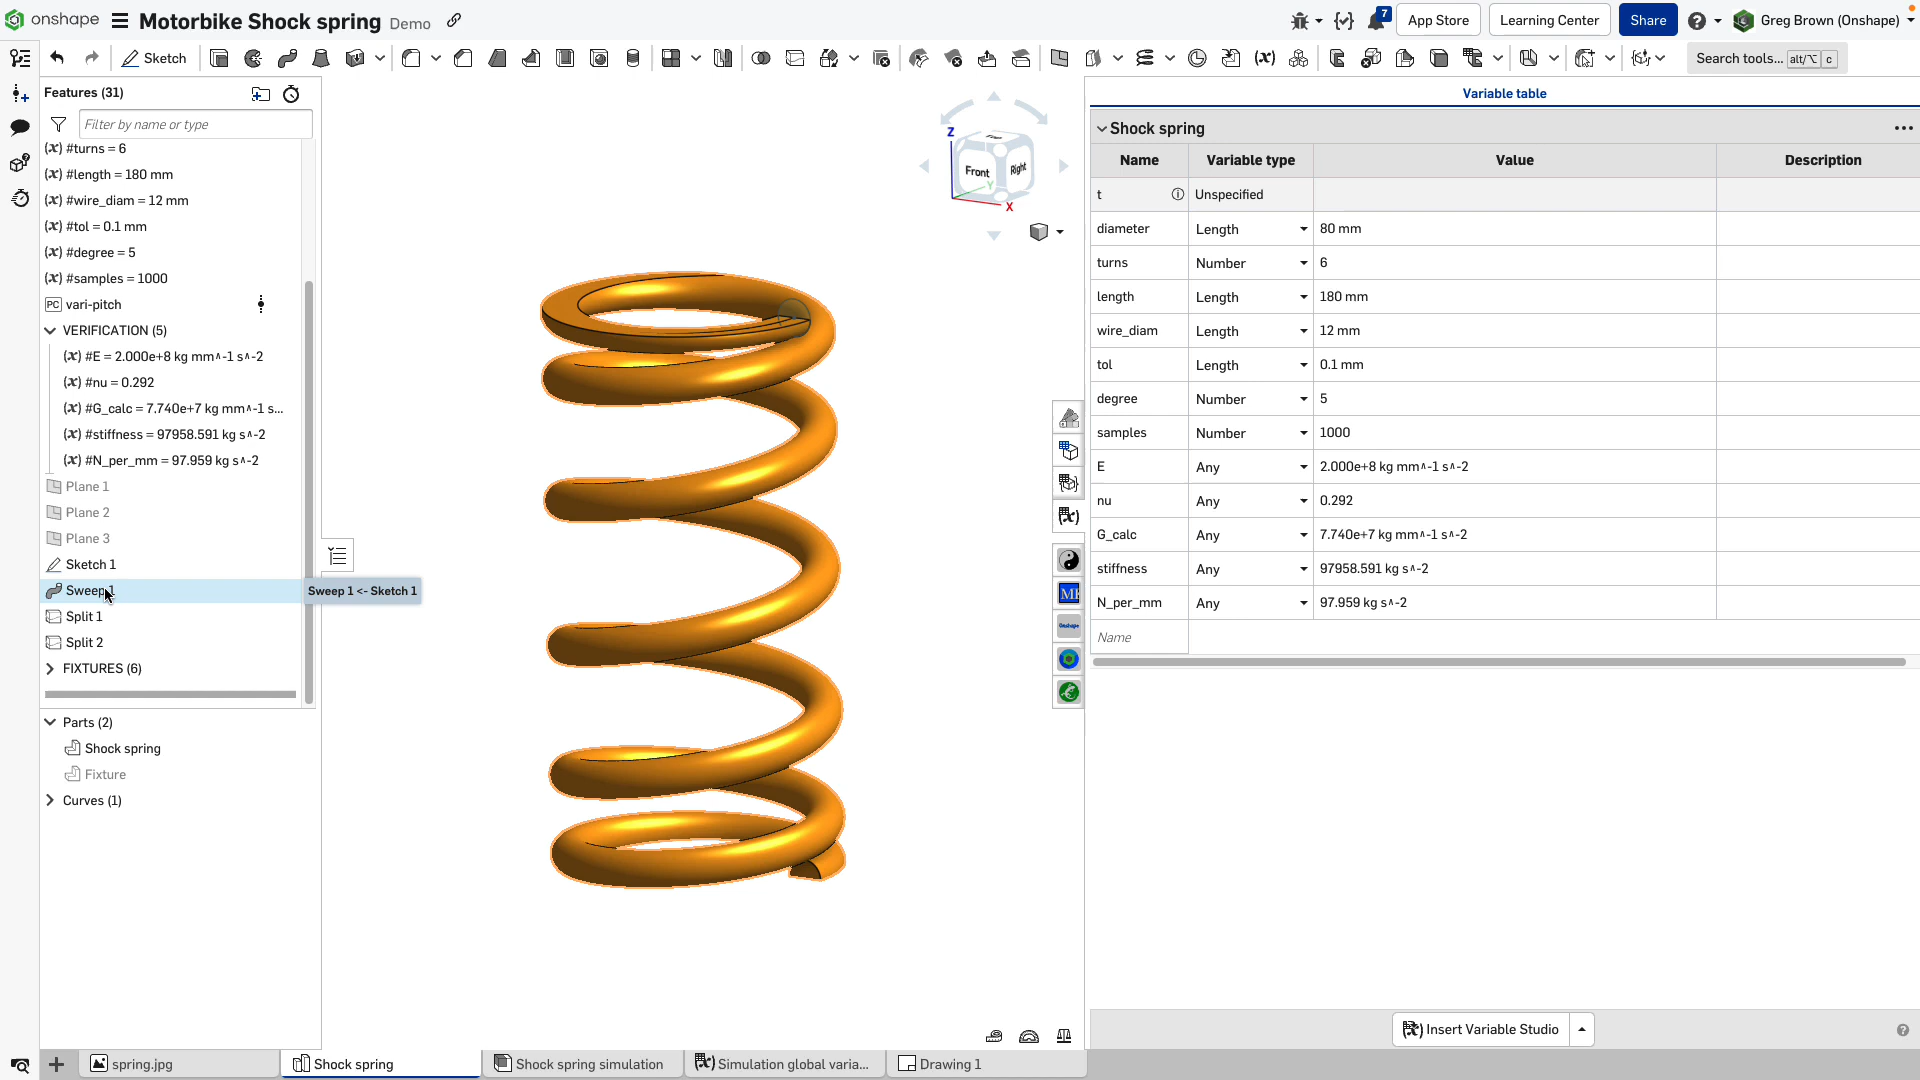 onshape
Motorbike Shock spring Demo
7
App Store
Learning Center
Share
Greg Brown (Onshape)
Sketch
Search tools... alt/⌥ c
Features (31)
Filter by name or type
(x) #turns = 6
(x) #length = 180 mm
(x) #wire_diam = 12 mm
(x) #tol = 0.1 mm
(x) #degree = 5
(x) #samples = 1000
PC vari-pitch
VERIFICATION (5)
(x) #E = 2.000e+8 kg mm^-1 s^-2
(x) #nu = 0.292
(x) #G_calc = 7.740e+7 kg mm^-1 s...
(x) #stiffness = 97958.591 kg s^-2
(x) #N_per_mm = 97.959 kg s^-2
Plane 1
Plane 2
Plane 3
Sketch 1
Sweep 1
Sweep 1 <- Sketch 1
Split 1
Split 2
FIXTURES (6)
Parts (2)
Shock spring
Fixture
Curves (1)
Z
Front
Right
Y
X
Variable table
Shock spring
Name Variable type Value Description
t Unspecified
diameter Length 80 mm
turns Number 6
length Length 180 mm
wire_diam Length 12 mm
tol Length 0.1 mm
degree Number 5
samples Number 1000
E Any 2.000e+8 kg mm^-1 s^-2
nu Any 0.292
G_calc Any 7.740e+7 kg mm^-1 s^-2
stiffness Any 97958.591 kg s^-2
N_per_mm Any 97.959 kg s^-2
Name
(x) Insert Variable Studio
spring.jpg
Shock spring
Shock spring simulation
(x) Simulation global varia...
Drawing 1